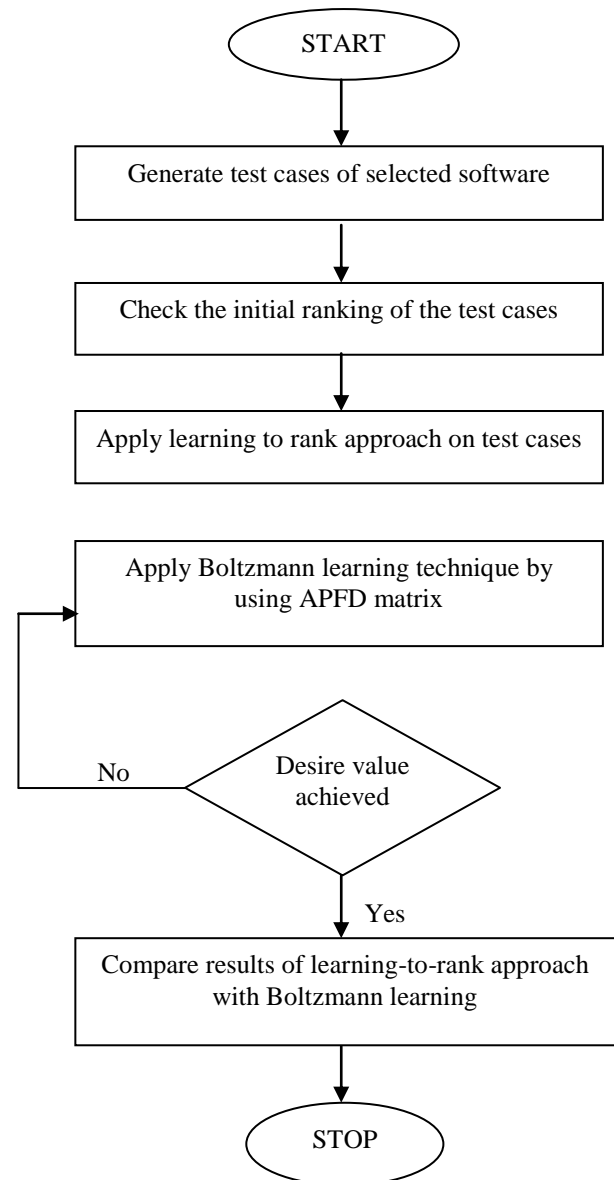 START
Generate test cases of selected software
Check the initial ranking of the test cases
Apply learning to rank approach on test cases
Apply Boltzmann learning technique by
using APFD matrix
No
Desire value
achieved
Yes
Compare results of learning-to-rank approach
with Boltzmann learning
STOP